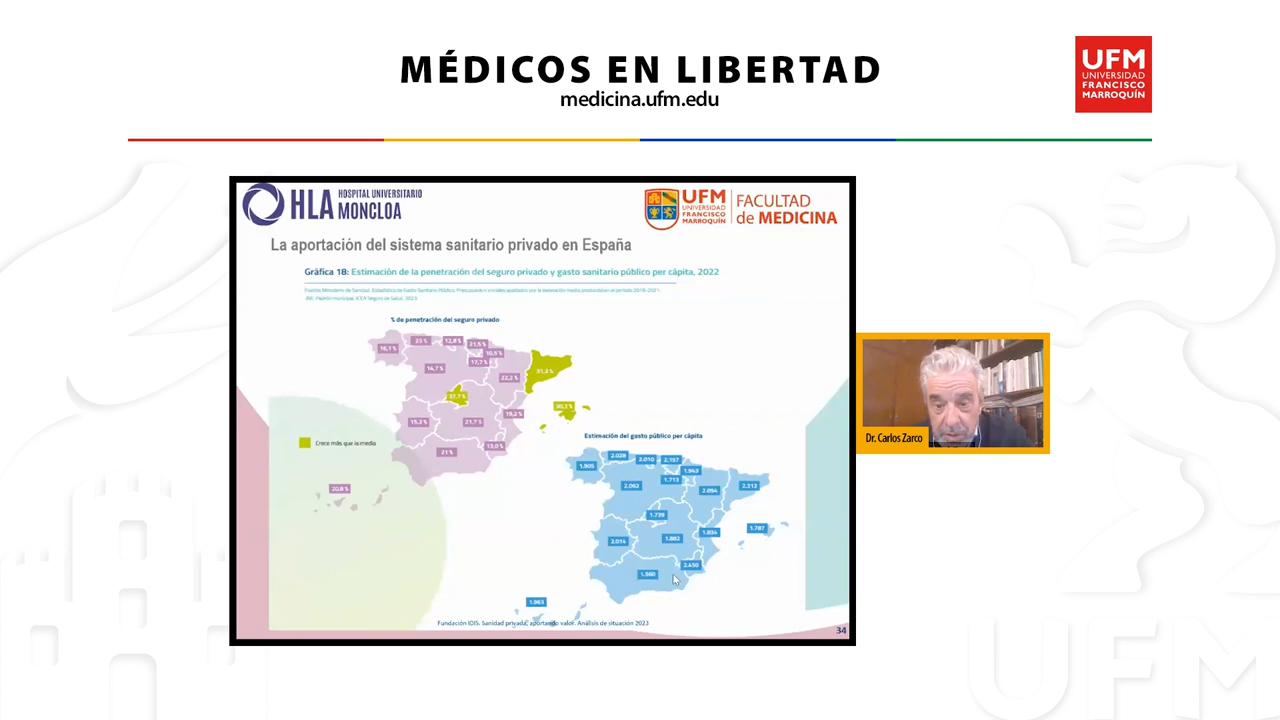 MÉDICOS EN LIBERTAD
medicina.ufm.edu
UFM
UNIVERSIDAD
FRANCISCO
MARROQUÍN
HLA HOSPITAL UNIVERSITARIO
MONCLOA
UFM
UNIVERSIDAD
FRANCISCO
MARROQUÍN
FACULTAD
de MEDICINA
La aportación del sistema sanitario privado en España
Gráfica 18: Estimación de la penetración del seguro privado y gasto sanitario público per cápita, 2022
% de penetración del seguro privado
16,1 %
23 %
12,8 %
21,5 %
10,5 %
17,7 %
14,7 %
22,2 %
31,2 %
37,7 %
30,3 %
19,2 %
15,2 %
21,7 %
13,0 %
21 %
20,8 %
Crece más que la media
Estimación del gasto público per cápita
1.905
2.028
2.010
2.197
1.943
1.713
2.062
2.094
2.212
1.739
1.787
1.834
2.014
1.882
2.450
1.560
1.963
Fundación IDIS. Sanidad privada, aportando valor. Análisis de situación 2023
34
Dr. Carlos Zarco
UFM